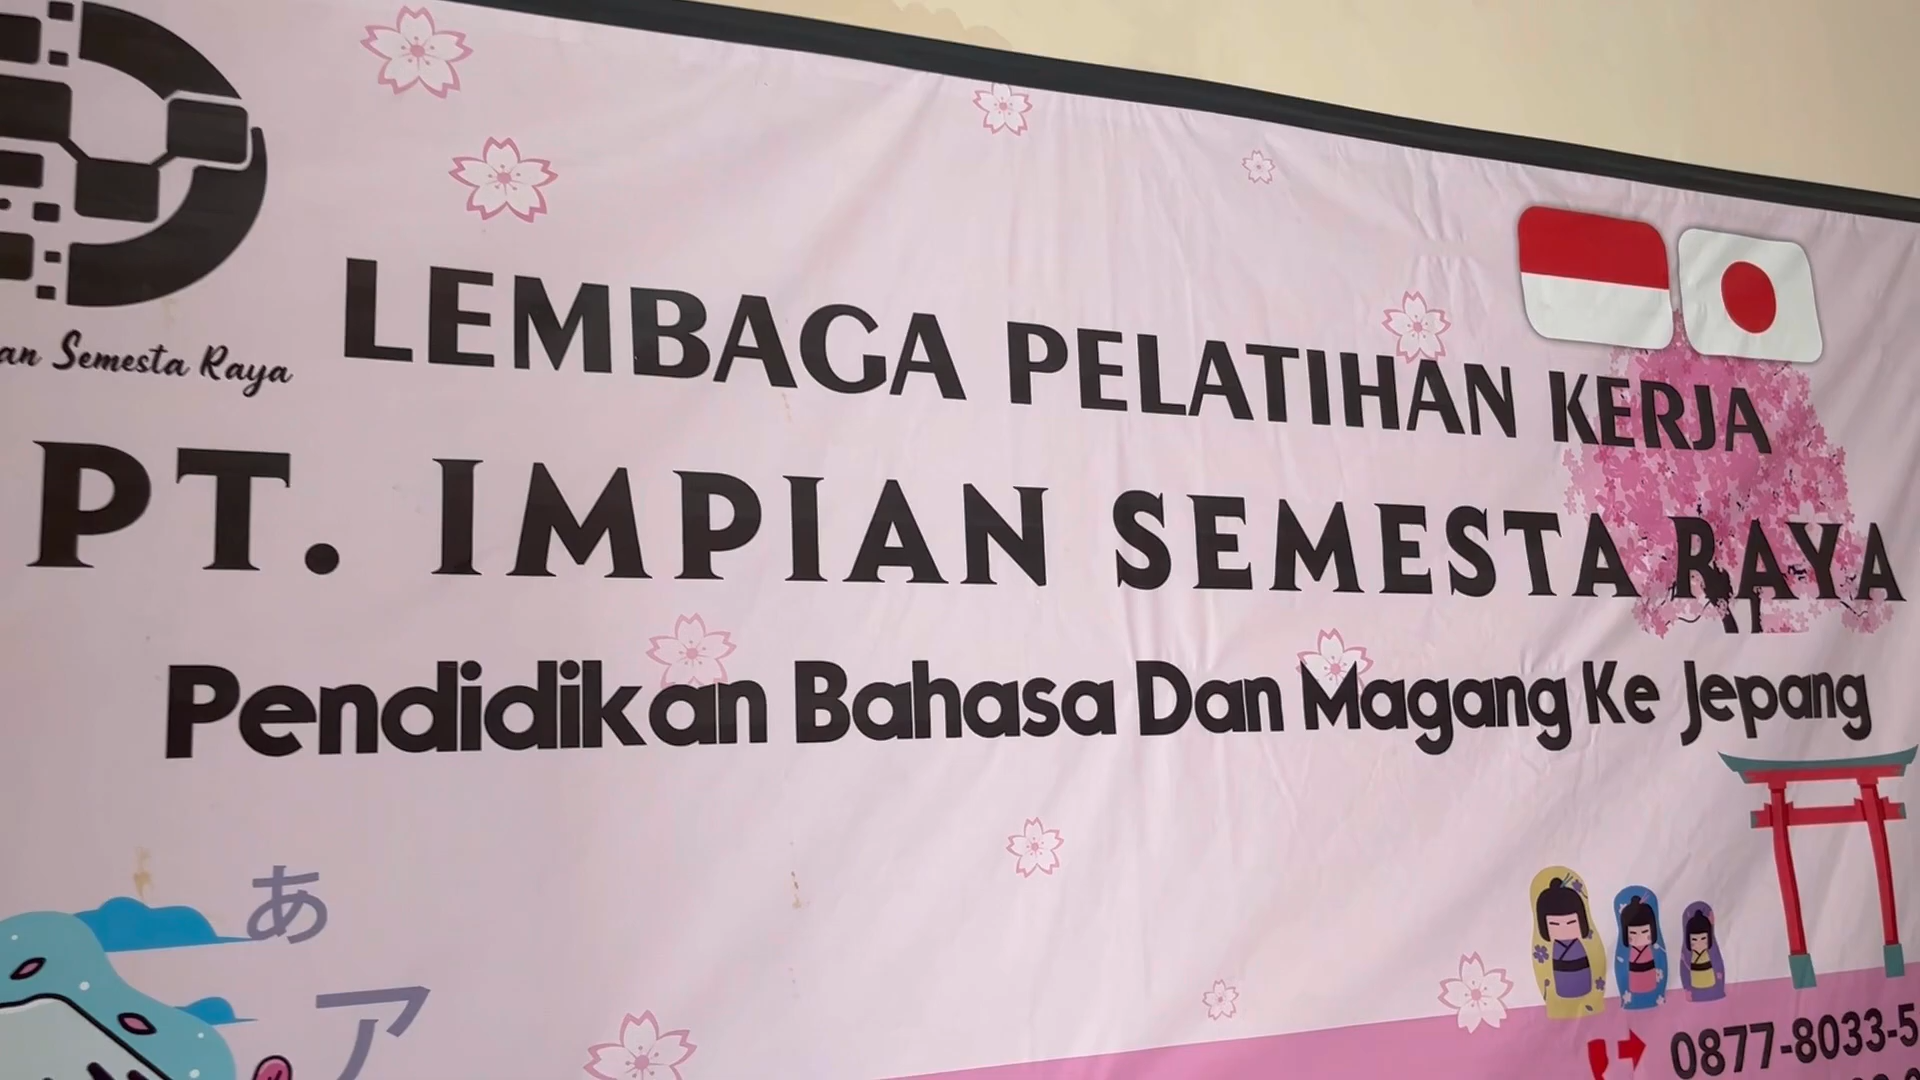 Semesta Raya
LEMBAGA PELATIHAN KERJA
PT. IMPIAN SEMESTA RAYA
Pendidikan Bahasa Dan Magang Ke Jepang
あ
ア
0877-8033-5